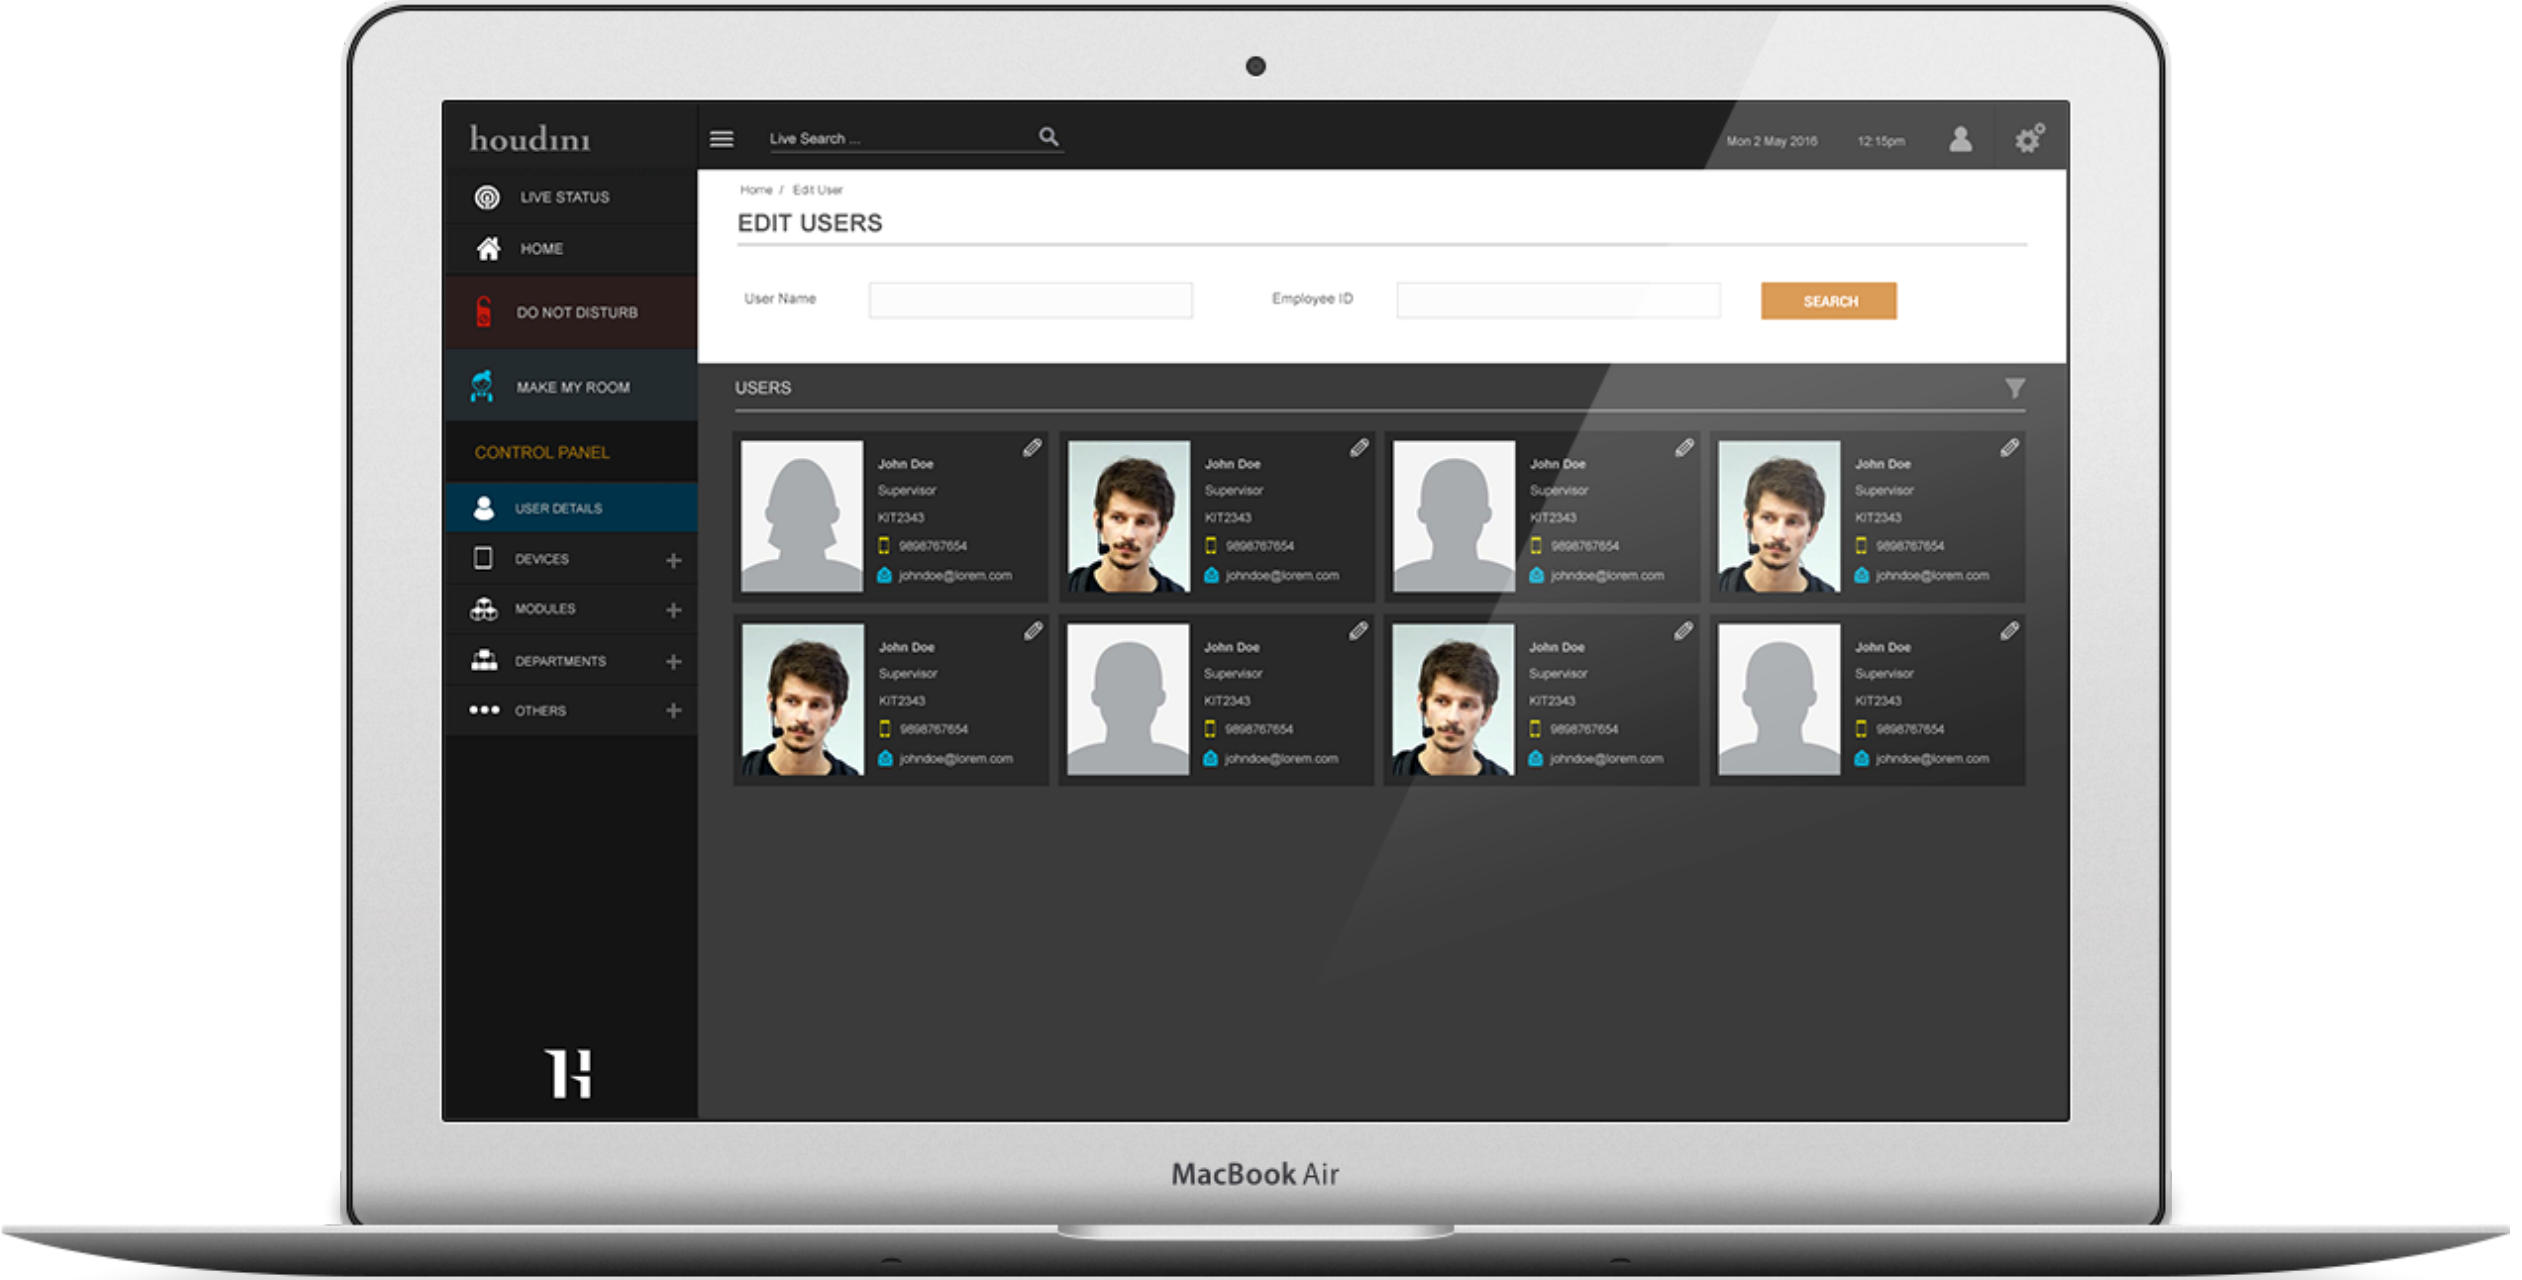 houdini
Live Search ...
Mon 2 May 2016 12:15pm
LIVE STATUS
HOME
DO NOT DISTURB
MAKE MY ROOM
CONTROL PANEL
USER DETAILS
DEVICES
MODULES
DEPARTMENTS
OTHERS
Home / Edit User
EDIT USERS
User Name
Employee ID
SEARCH
USERS
John Doe
Supervisor
KIT2343
9898767654
johndoe@lorem.com
John Doe
Supervisor
KIT2343
9898767654
johndoe@lorem.com
John Doe
Supervisor
KIT2343
9898767654
johndoe@lorem.com
John Doe
Supervisor
KIT2343
9898767654
johndoe@lorem.com
John Doe
Supervisor
KIT2343
9898767654
johndoe@lorem.com
John Doe
Supervisor
KIT2343
9898767654
johndoe@lorem.com
John Doe
Supervisor
KIT2343
9898767654
johndoe@lorem.com
John Doe
Supervisor
KIT2343
9898767654
johndoe@lorem.com
H
MacBook Air